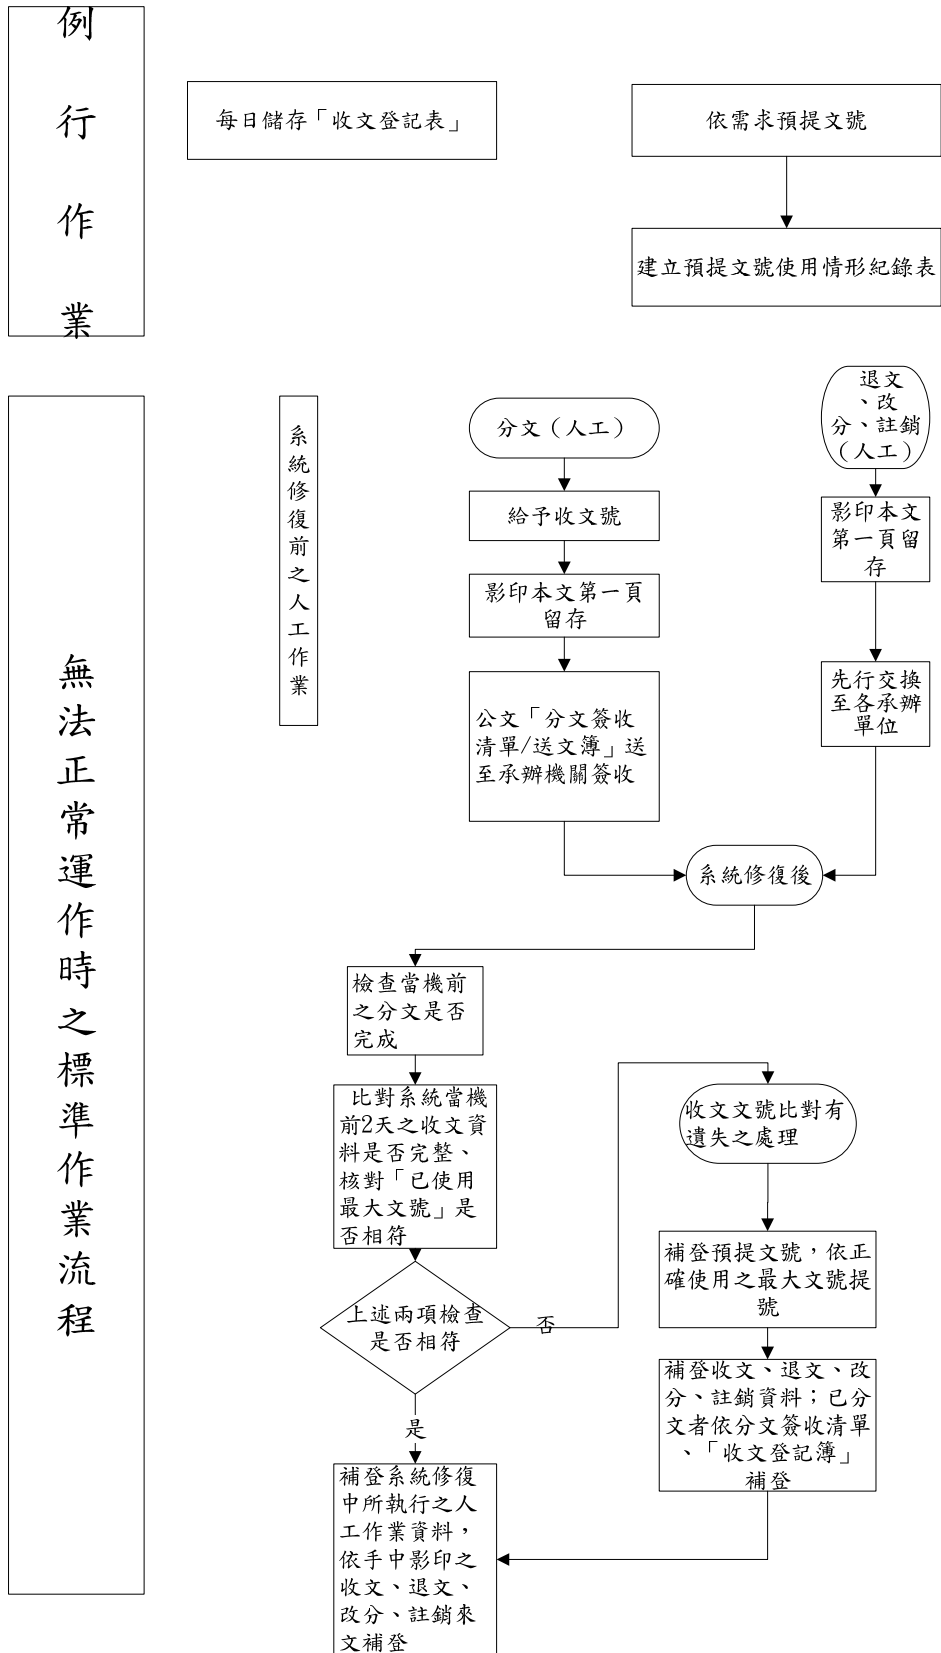 例
行
作
業
每日儲存「收文登記表」
依需求預提文號
建立預提文號使用情形紀錄表
無
法
正
常
運
作
時
之
標
準
作
業
流
程
系
統
修
復
前
之
人
工
作
業
分文（人工）
給予收文號
影印本文第一頁
留存
公文「分文簽收
清單/送文簿」送
至承辦機關簽收
退文
、改
分、註銷
（人工）
影印本文
第一頁留
存
先行交換
至各承辦
單位
系統修復後
檢查當機前
之分文是否
完成
比對系統當機
前2天之收文資
料是否完整、
核對「已使用
最大文號」是
否相符
上述兩項檢查
是否相符
否
是
收文文號比對有
遺失之處理
補登預提文號，依正
確使用之最大文號提
號
補登收文、退文、改
分、註銷資料；已分
文者依分文簽收清單
、「收文登記簿」
補登
補登系統修復
中所執行之人
工作業資料，
依手中影印之
收文、退文、
改分、註銷來
文補登